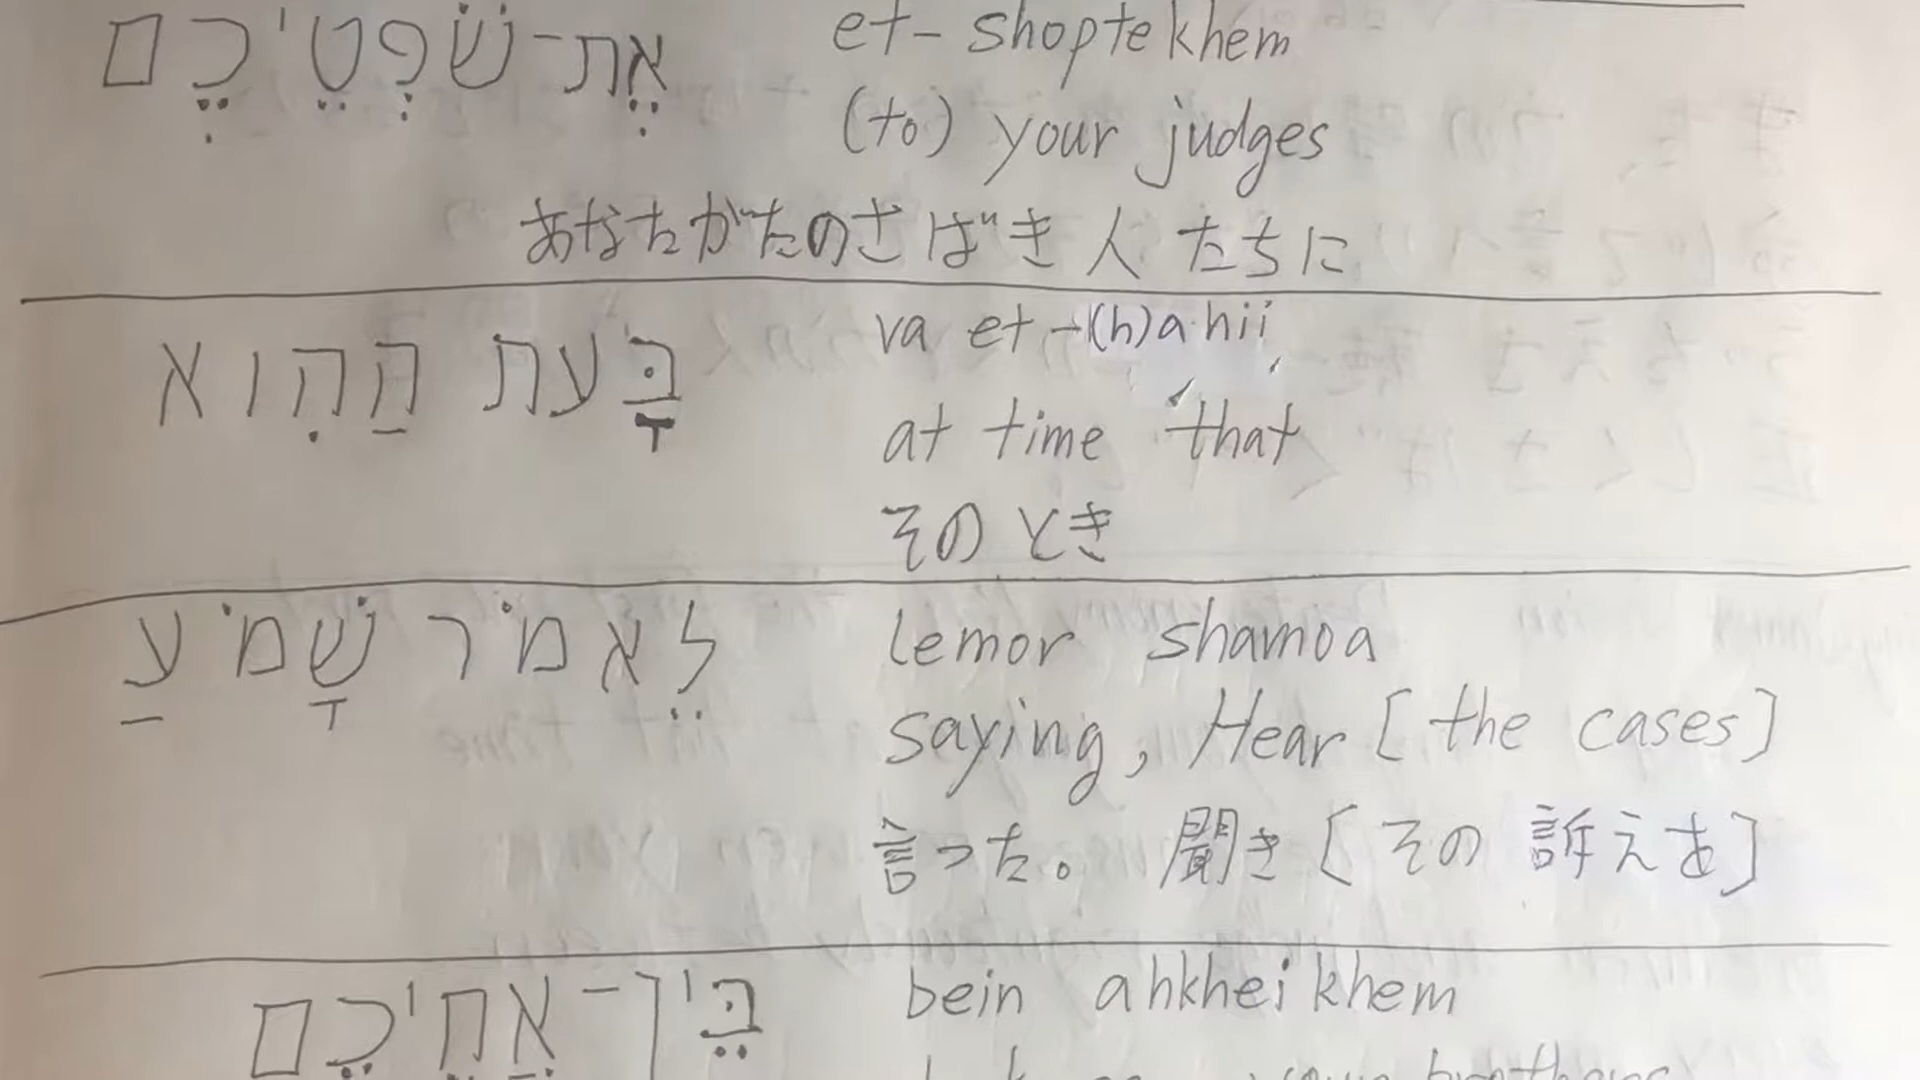 אֶת-שֹׁפְטֵיכֶם et- shoptekhem
(to) your judges
あなたがたのさばき人たちに
בָּעֵת הַהִוא va et-(h)a hii
at time that
そのとき
לֵאמֹר שָׁמֹעַ lemor shamoa
saying, Hear [the cases]
言った。聞き[その訴えを]
בֵּין-אֲחֵיכֶם bein ahkheikhem
your brothers